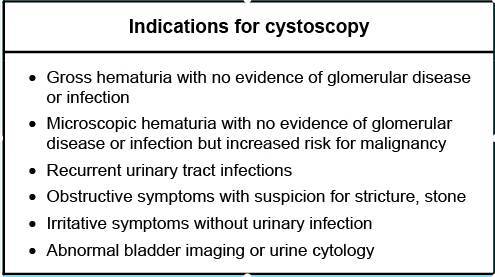 Indications for cystoscopy
• Gross hematuria with no evidence of glomerular disease
or infection
• Microscopic hematuria with no evidence of glomerular
disease or infection but increased risk for malignancy
• Recurrent urinary tract infections
• Obstructive symptoms with suspicion for stricture, stone
• Irritative symptoms without urinary infection
• Abnormal bladder imaging or urine cytology